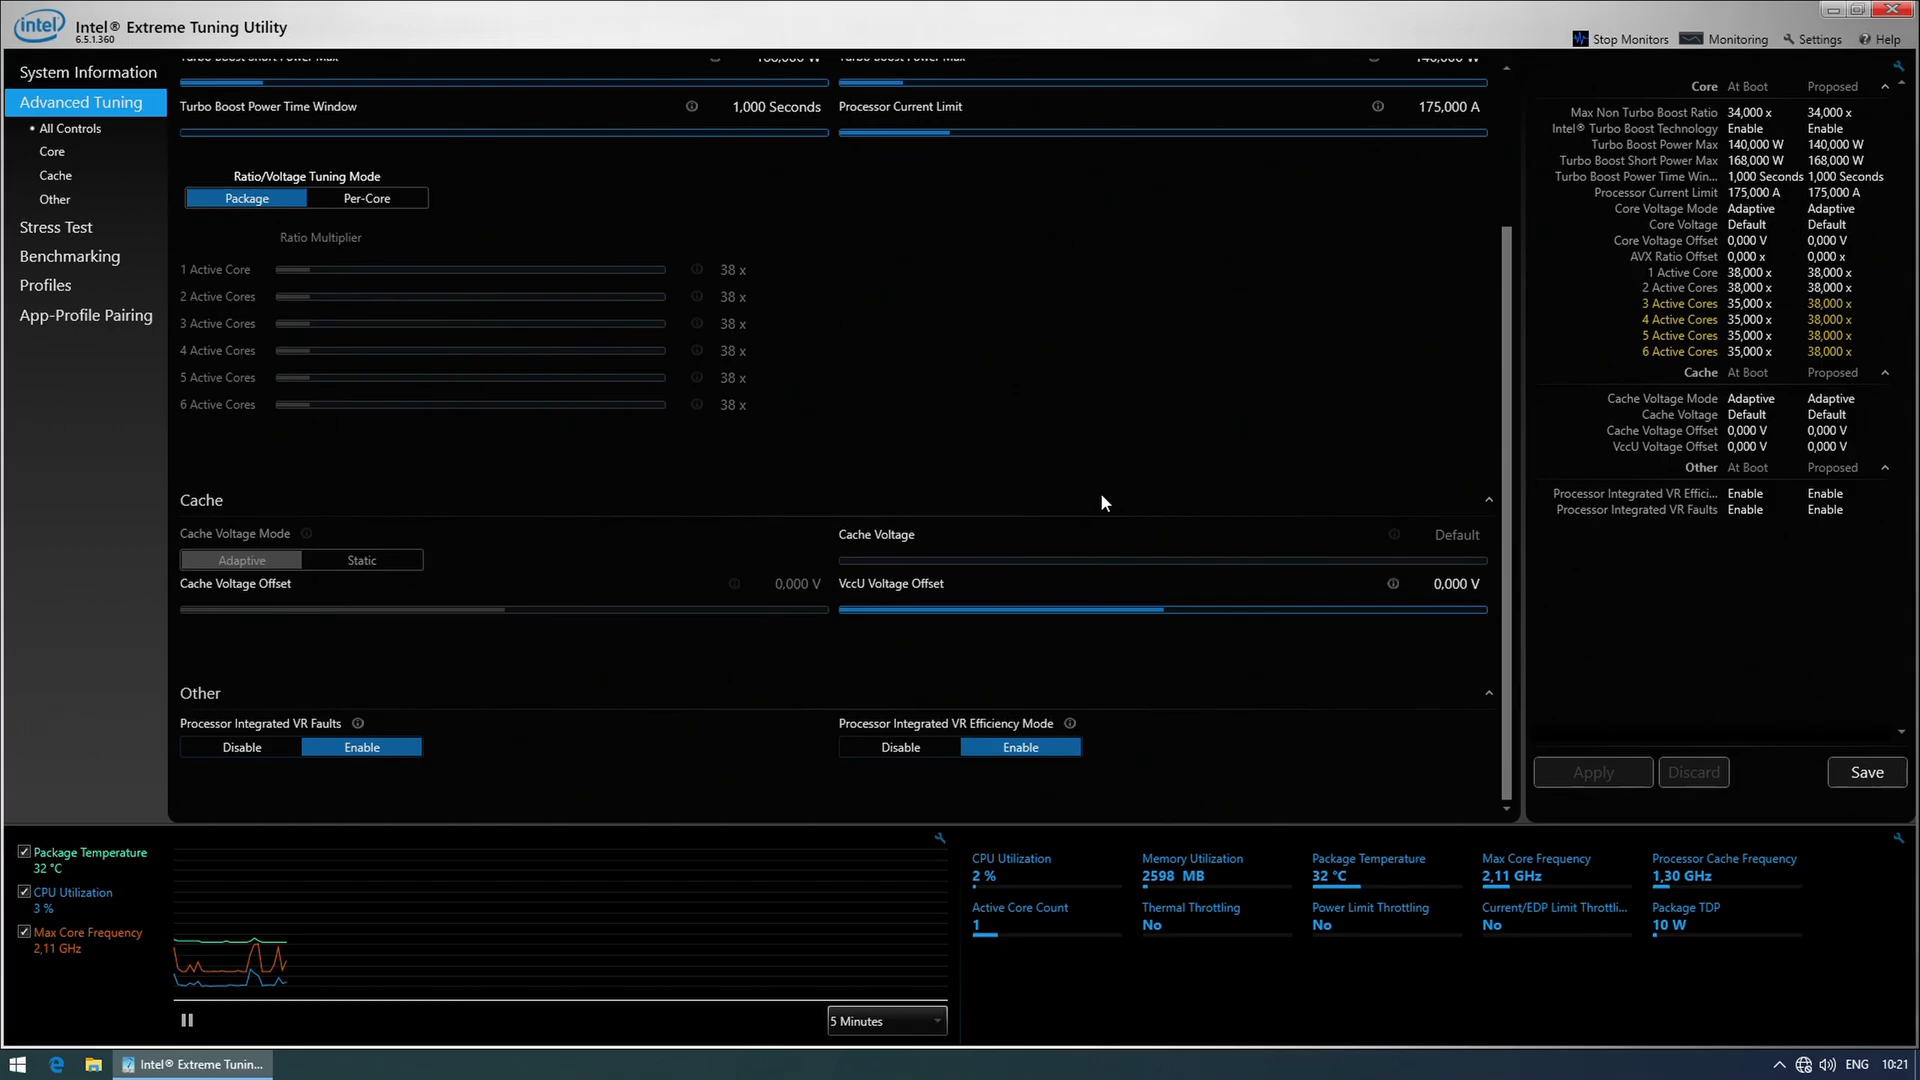 intel
Intel® Extreme Tuning Utility
6.5.1.360
Stop Monitors
Monitoring
Settings
Help
System Information
Advanced Tuning
• All Controls
Core
Cache
Other
Stress Test
Benchmarking
Profiles
App-Profile Pairing
Turbo Boost Short Power Max 168,000 W
Turbo Boost Power Max 140,000 W
Turbo Boost Power Time Window 1,000 Seconds
Processor Current Limit 175,000 A
Ratio/Voltage Tuning Mode
Package Per-Core
Ratio Multiplier
1 Active Core 38 x
2 Active Cores 38 x
3 Active Cores 38 x
4 Active Cores 38 x
5 Active Cores 38 x
6 Active Cores 38 x
Cache
Cache Voltage Mode
Adaptive Static
Cache Voltage Default
Cache Voltage Offset 0,000 V
VccU Voltage Offset 0,000 V
Other
Processor Integrated VR Faults
Disable Enable
Processor Integrated VR Efficiency Mode
Disable Enable
Core At Boot Proposed
Max Non Turbo Boost Ratio 34,000 x 34,000 x
Intel® Turbo Boost Technology Enable Enable
Turbo Boost Power Max 140,000 W 140,000 W
Turbo Boost Short Power Max 168,000 W 168,000 W
Turbo Boost Power Time Win... 1,000 Seconds 1,000 Seconds
Processor Current Limit 175,000 A 175,000 A
Core Voltage Mode Adaptive Adaptive
Core Voltage Default Default
Core Voltage Offset 0,000 V 0,000 V
AVX Ratio Offset 0,000 x 0,000 x
1 Active Core 38,000 x 38,000 x
2 Active Cores 38,000 x 38,000 x
3 Active Cores 35,000 x 38,000 x
4 Active Cores 35,000 x 38,000 x
5 Active Cores 35,000 x 38,000 x
6 Active Cores 35,000 x 38,000 x
Cache At Boot Proposed
Cache Voltage Mode Adaptive Adaptive
Cache Voltage Default Default
Cache Voltage Offset 0,000 V 0,000 V
VccU Voltage Offset 0,000 V 0,000 V
Other At Boot Proposed
Processor Integrated VR Effici... Enable Enable
Processor Integrated VR Faults Enable Enable
Apply Discard Save
Package Temperature
32 °C
CPU Utilization
3 %
Max Core Frequency
2,11 GHz
5 Minutes
CPU Utilization
2 %
Memory Utilization
2598 MB
Package Temperature
32 °C
Max Core Frequency
2,11 GHz
Processor Cache Frequency
1,30 GHz
Active Core Count
1
Thermal Throttling
No
Power Limit Throttling
No
Current/EDP Limit Throttli...
No
Package TDP
10 W
Intel® Extreme Tunin...
ENG 10:21